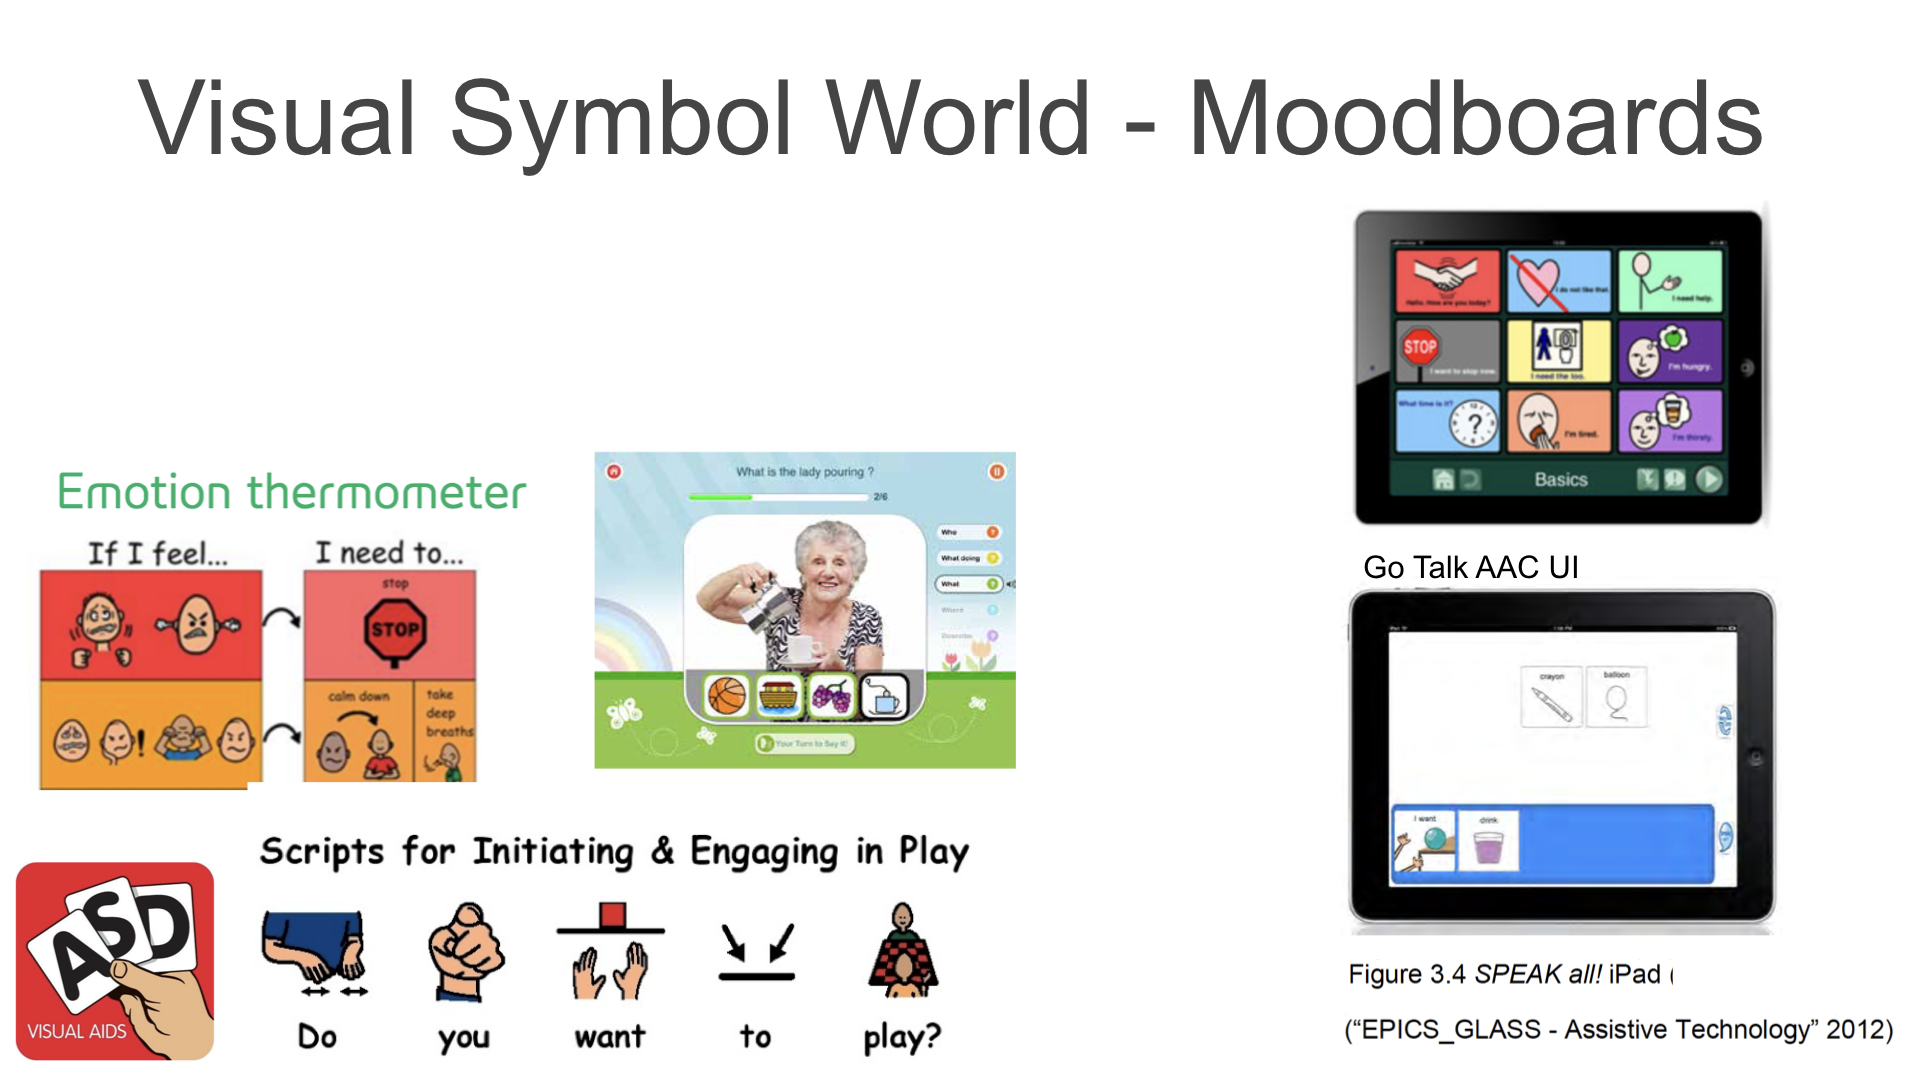 Visual Symbol World - Moodboards
Emotion thermometer
If I feel...
I need to...
stop
STOP
calm down
take
deep
breaths
!
What is the lady pouring ?
2/6
Who
?
What doing
?
What
?
Where
?
Describe
?
Your Turn to Say It!
Scripts for Initiating & Engaging in Play
Do you want to play?
ASD
VISUAL AIDS
Hello. How are you today?
I do not like that.
I need help.
STOP
I want to stop now.
I need the loo.
I'm hungry.
What time is it?
12
?
I'm tired.
I'm thirsty.
Basics
Go Talk AAC UI
crayon
balloon
I want
drink
Figure 3.4 SPEAK all! iPad (
(“EPICS_GLASS - Assistive Technology” 2012)